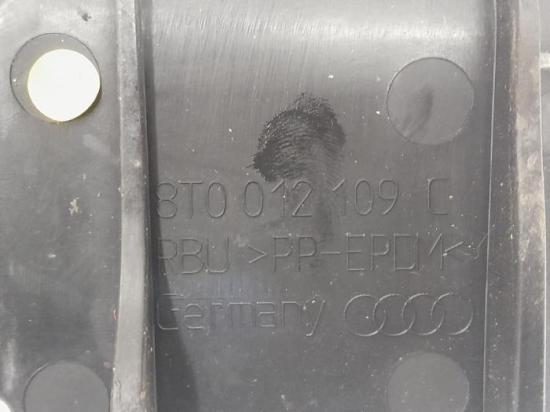 8T0 012 109 C
RBU >PP-EPDM<
Germany